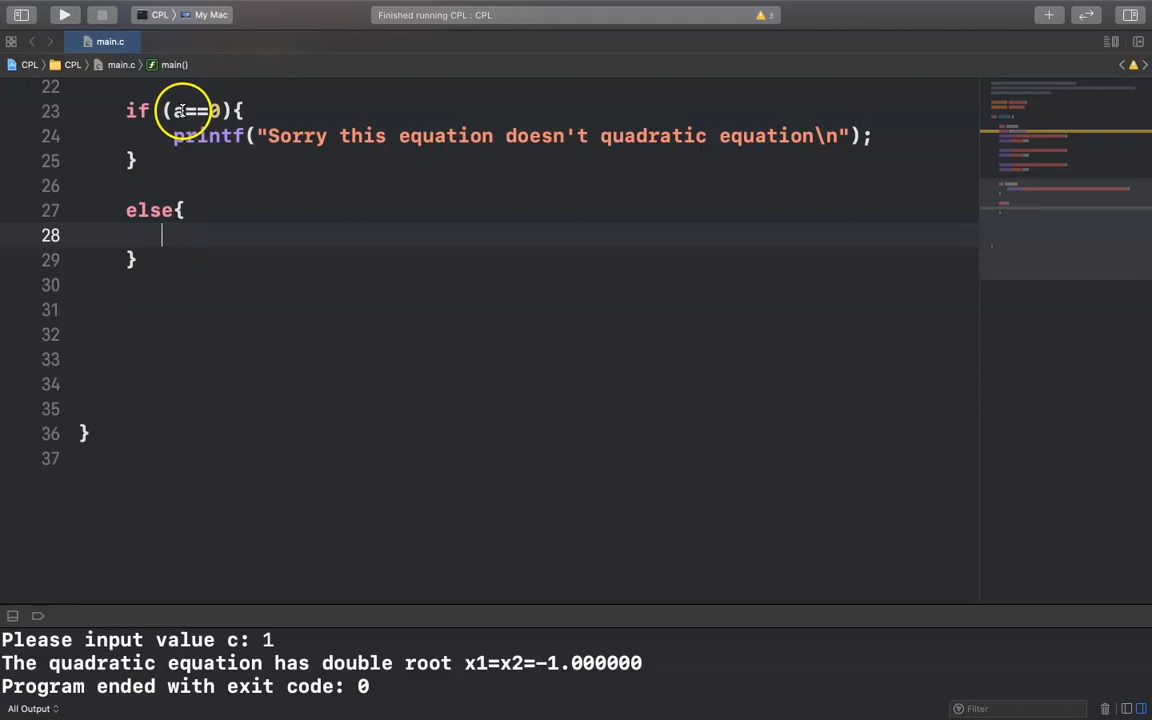 CPL 〉 My Mac
Finished running CPL : CPL
3
main.c
CPL 〉 CPL 〉 main.c 〉 main()
22
23 if (a==0){
24 printf("Sorry this equation doesn't quadratic equation\n");
25 }
26
27 else{
28
29 }
30
31
32
33
34
35
36 }
37
Please input value c: 1
The quadratic equation has double root x1=x2=-1.000000
Program ended with exit code: 0
All Output
Filter